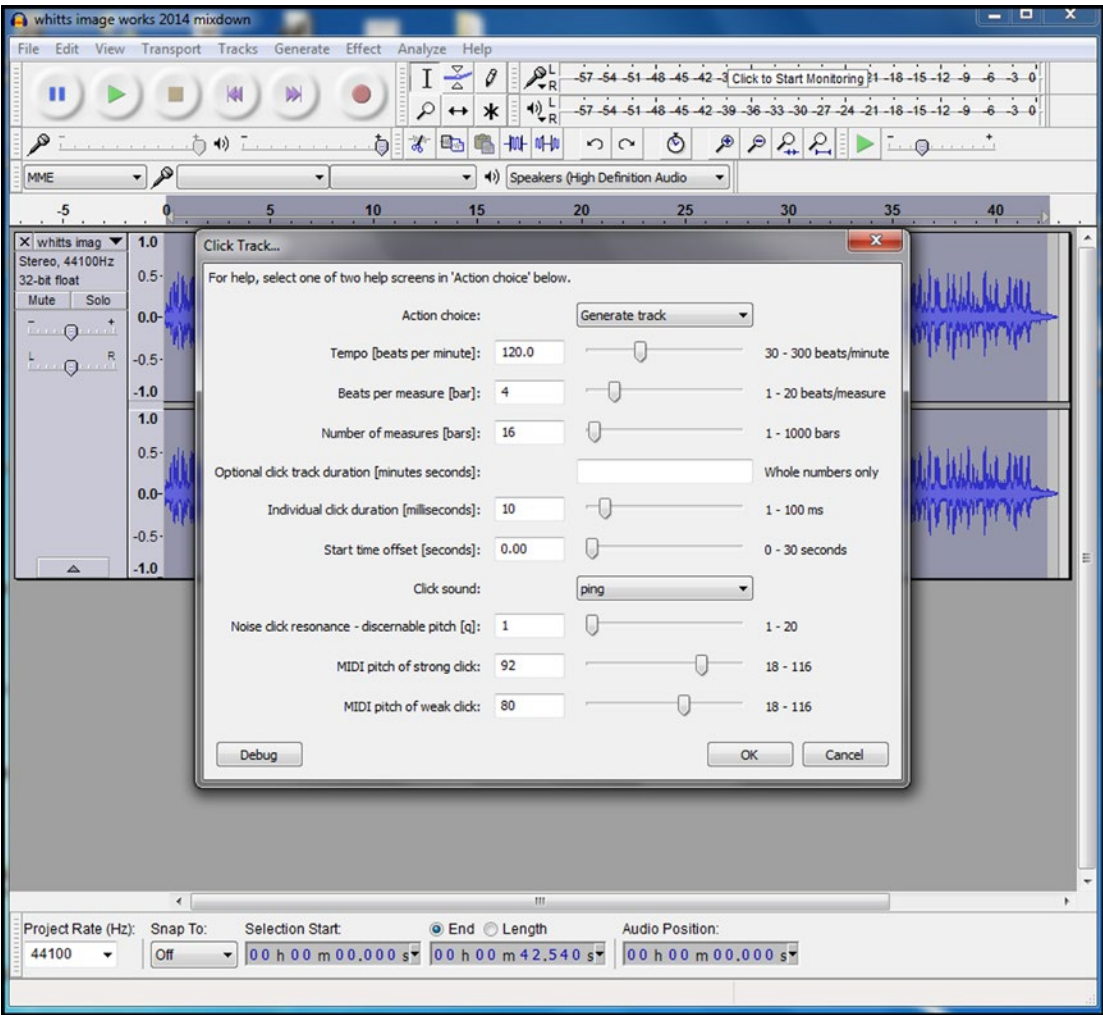 whitts image works 2014 mixdown
File Edit View Transport Tracks Generate Effect Analyze Help
L R -57 -54 -51 -48 -45 -42 -3 Click to Start Monitoring 1 -18 -15 -12 -9 -6 -3 0
L R -57 -54 -51 -48 -45 -42 -39 -36 -33 -30 -27 -24 -21 -18 -15 -12 -9 -6 -3 0
MME Speakers (High Definition Audio
-5 0 5 10 15 20 25 30 35 40
X whitts imag
Stereo, 44100Hz
32-bit float
Mute Solo
- +
L R
1.0
0.5
0.0
-0.5
-1.0
1.0
0.5
0.0
-0.5
-1.0
Click Track...
For help, select one of two help screens in 'Action choice' below.
Action choice: Generate track
Tempo [beats per minute]: 120.0 30 - 300 beats/minute
Beats per measure [bar]: 4 1 - 20 beats/measure
Number of measures [bars]: 16 1 - 1000 bars
Optional click track duration [minutes seconds]: Whole numbers only
Individual click duration [milliseconds]: 10 1 - 100 ms
Start time offset [seconds]: 0.00 0 - 30 seconds
Click sound: ping
Noise click resonance - discernable pitch [q]: 1 1 - 20
MIDI pitch of strong click: 92 18 - 116
MIDI pitch of weak click: 80 18 - 116
Debug OK Cancel
Project Rate (Hz): Snap To: Selection Start: End Length Audio Position:
44100 Off 00 h 00 m 00.000 s 00 h 00 m 42.540 s 00 h 00 m 00.000 s